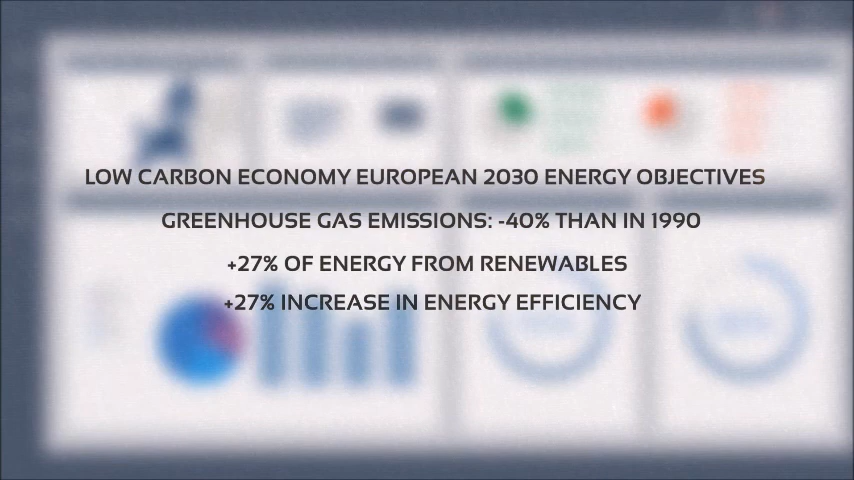 LOW CARBON ECONOMY EUROPEAN 2030 ENERGY OBJECTIVES
GREENHOUSE GAS EMISSIONS: -40% THAN IN 1990
+27% OF ENERGY FROM RENEWABLES
+27% INCREASE IN ENERGY EFFICIENCY